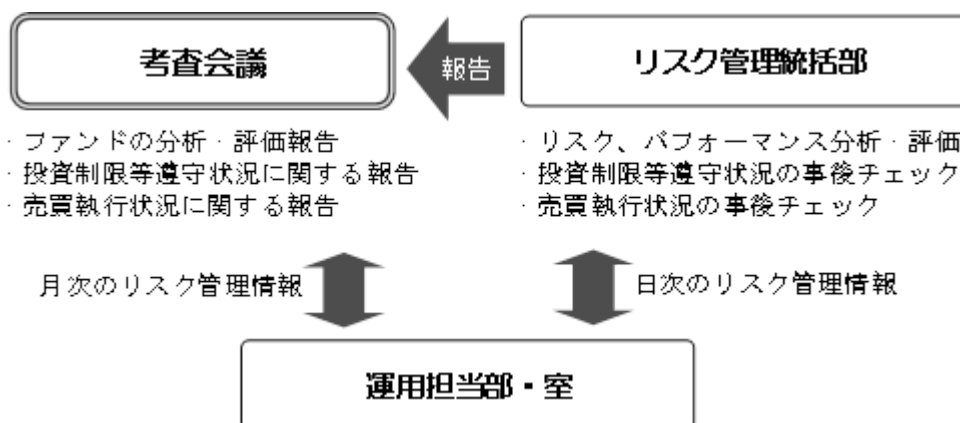 考査会議
報告
リスク管理統括部
・ファンドの分析・評価報告
・投資制限等遵守状況に関する報告
・売買執行状況に関する報告
・リスク、パフォーマンス分析・評価
・投資制限等遵守状況の事後チェック
・売買執行状況の事後チェック
月次のリスク管理情報
日次のリスク管理情報
運用担当部・室